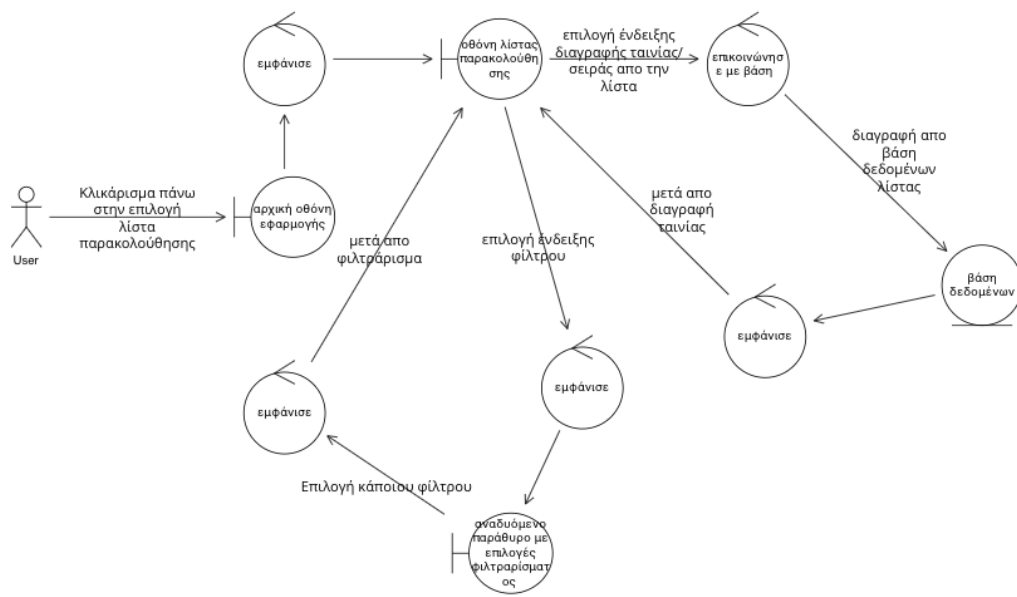 εμφάνισε
οθόνη λίστας
παρακολούθη
σης
επιλογή ένδειξης
διαγραφής ταινίας/
σειράς απο την
λίστα
επικοινώνησ
ε με βάση
διαγραφή απο
βάση
δεδομένων
λίστας
User
Κλικάρισμα πάνω
στην επιλογή
λίστα
παρακολούθησης
αρχική οθόνη
εφαρμογής
μετά απο
φιλτράρισμα
επιλογή ένδειξης
φίλτρου
μετά απο
διαγραφή
ταινίας
βάση
δεδομένων
εμφάνισε
εμφάνισε
εμφάνισε
Επιλογή κάποιου φίλτρου
αναδυόμενο
παράθυρο με
επιλογές
φιλτραρίσματ
ος